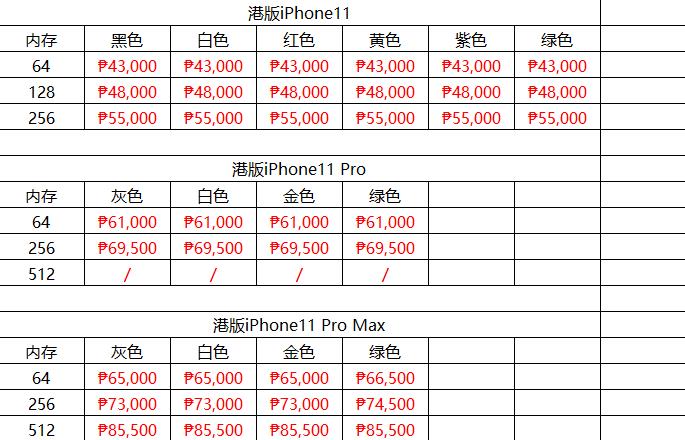 港版iPhone11
内存 黑色 白色 红色 黄色 紫色 绿色
64 ₱43,000 ₱43,000 ₱43,000 ₱43,000 ₱43,000 ₱43,000
128 ₱48,000 ₱48,000 ₱48,000 ₱48,000 ₱48,000 ₱48,000
256 ₱55,000 ₱55,000 ₱55,000 ₱55,000 ₱55,000 ₱55,000
港版iPhone11 Pro
内存 灰色 白色 金色 绿色
64 ₱61,000 ₱61,000 ₱61,000 ₱61,000
256 ₱69,500 ₱69,500 ₱69,500 ₱69,500
512 / / / /
港版iPhone11 Pro Max
内存 灰色 白色 金色 绿色
64 ₱65,000 ₱65,000 ₱65,000 ₱66,500
256 ₱73,000 ₱73,000 ₱73,000 ₱74,500
512 ₱85,500 ₱85,500 ₱85,500 ₱85,500